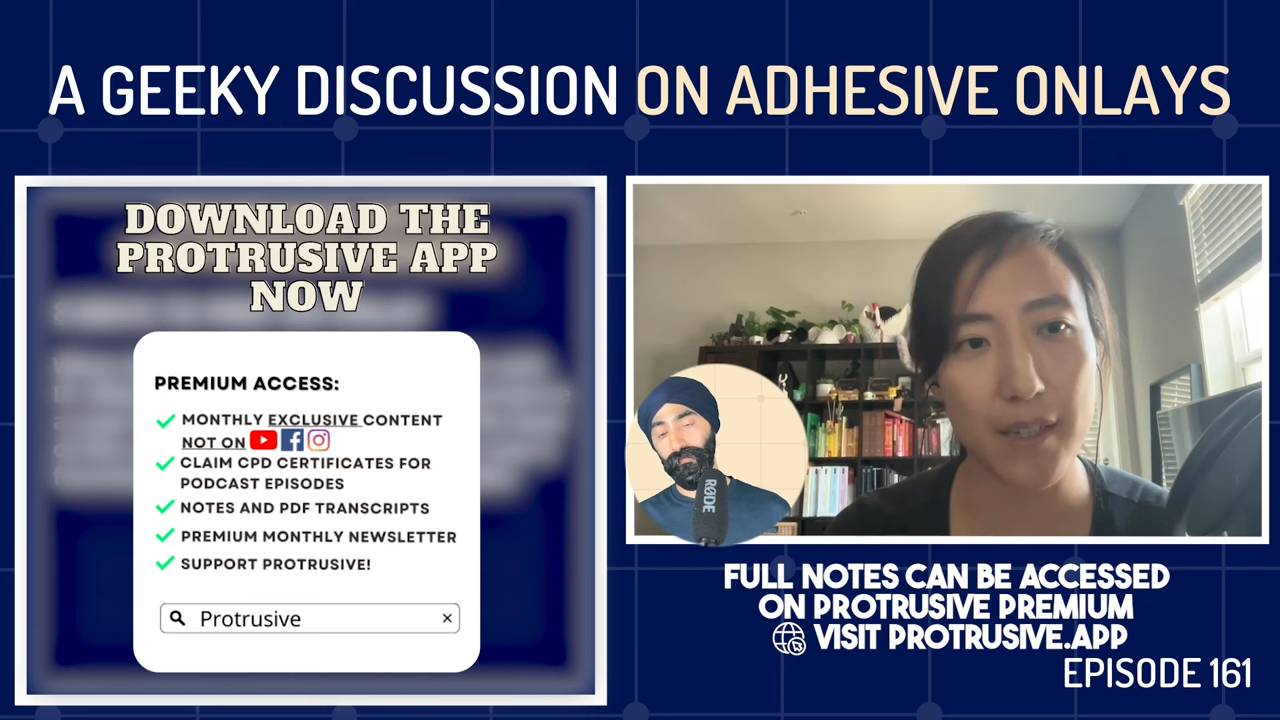 A GEEKY DISCUSSION ON ADHESIVE ONLAYS
DOWNLOAD THE
PROTRUSIVE APP
NOW
PREMIUM ACCESS:
MONTHLY EXCLUSIVE CONTENT
NOT ON
CLAIM CPD CERTIFICATES FOR
PODCAST EPISODES
NOTES AND PDF TRANSCRIPTS
PREMIUM MONTHLY NEWSLETTER
SUPPORT PROTRUSIVE!
Protrusive
RØDE
FULL NOTES CAN BE ACCESSED
ON PROTRUSIVE PREMIUM
VISIT PROTRUSIVE.APP
EPISODE 161